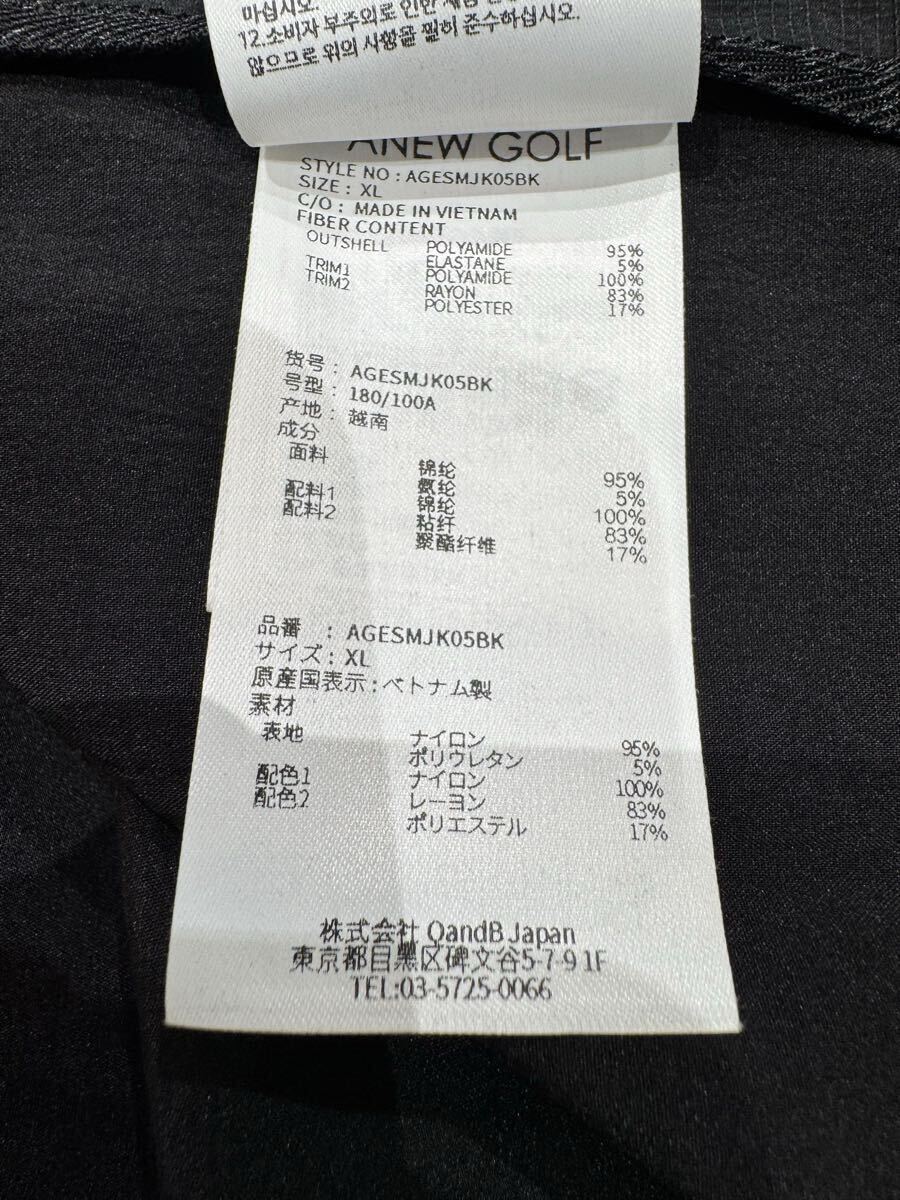 마십시오.
12.소비자 부주의로 인한 제품
않으므로 위의 사항을 필히 준수하십시오.
ANEW GOLF
STYLE NO : AGESMJK05BK
SIZE : XL
C/O : MADE IN VIETNAM
FIBER CONTENT
OUTSHELL POLYAMIDE 95%
ELASTANE 5%
TRIM1 POLYAMIDE 100%
TRIM2 RAYON 83%
POLYESTER 17%
货号 : AGESMJK05BK
号型 : 180/100A
产地 : 越南
成分
面料 锦纶 95%
氨纶 5%
配料1 锦纶 100%
配料2 粘纤 83%
聚酯纤维 17%
品番 : AGESMJK05BK
サイズ : XL
原産国表示 : ベトナム製
素材
表地 ナイロン 95%
ポリウレタン 5%
配色1 ナイロン 100%
配色2 レーヨン 83%
ポリエステル 17%
株式会社 QandB Japan
東京都目黒区碑文谷5-7-9 1F
TEL:03-5725-0066